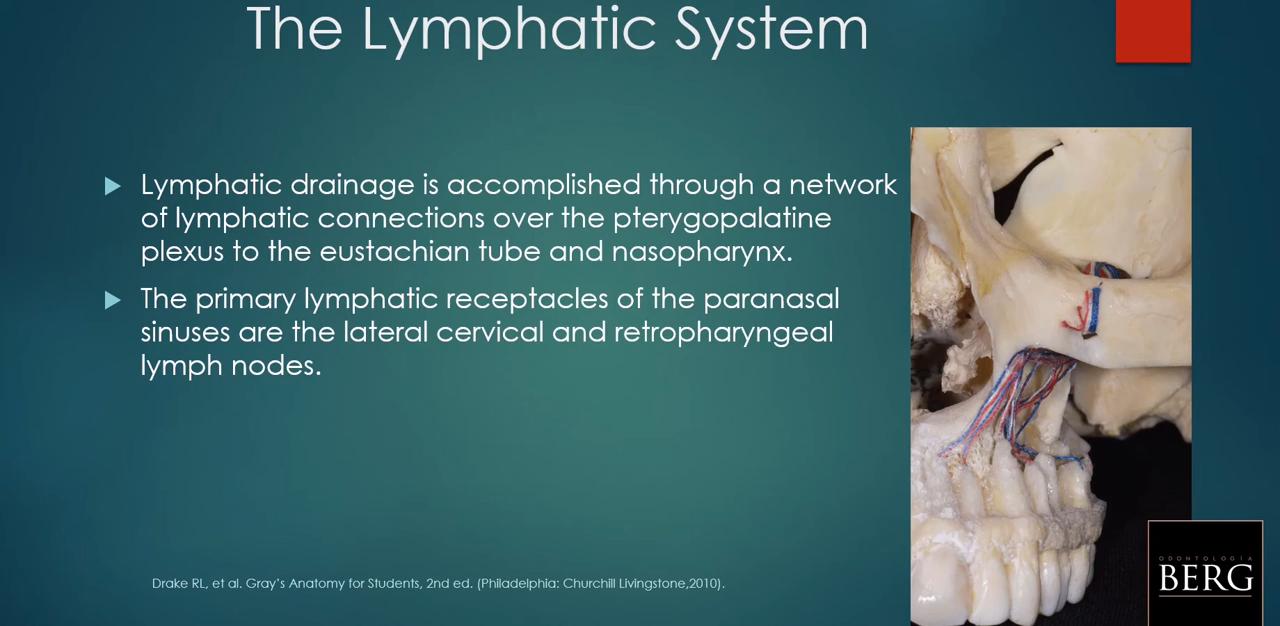 The Lymphatic System
Lymphatic drainage is accomplished through a network
of lymphatic connections over the pterygopalatine
plexus to the eustachian tube and nasopharynx.
The primary lymphatic receptacles of the paranasal
sinuses are the lateral cervical and retropharyngeal
lymph nodes.
Drake RL, et al. Gray’s Anatomy for Students, 2nd ed. (Philadelphia: Churchill Livingstone,2010).
ODONTOLOGIA
BERG